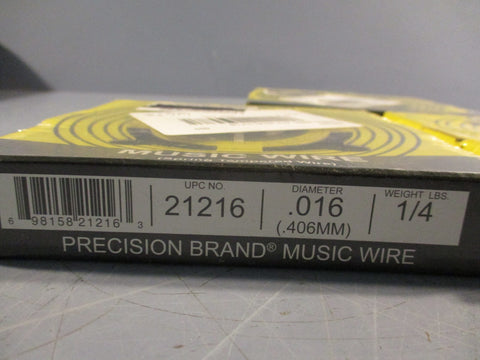 MUSIC WIRE
UPC NO.
21216
DIAMETER
.016
(.406MM)
WEIGHT LBS.
1/4
6 98158 21216 3
PRECISION BRAND® MUSIC WIRE